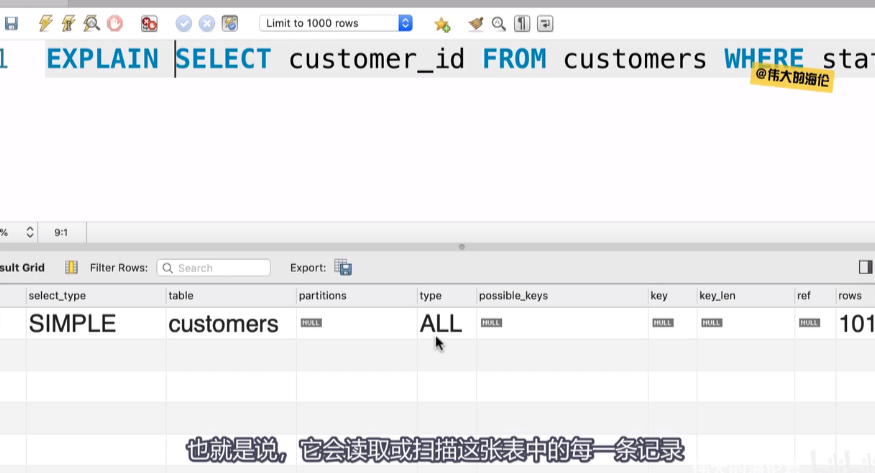 Limit to 1000 rows
1 EXPLAIN SELECT customer_id FROM customers WHERE sta
@伟大的海伦
% 9:1
sult Grid Filter Rows: Search Export:
select_type table partitions type possible_keys key key_len ref rows
SIMPLE customers NULL ALL NULL NULL NULL NULL 101
也就是说，它会读取或扫描这张表中的每一条记录